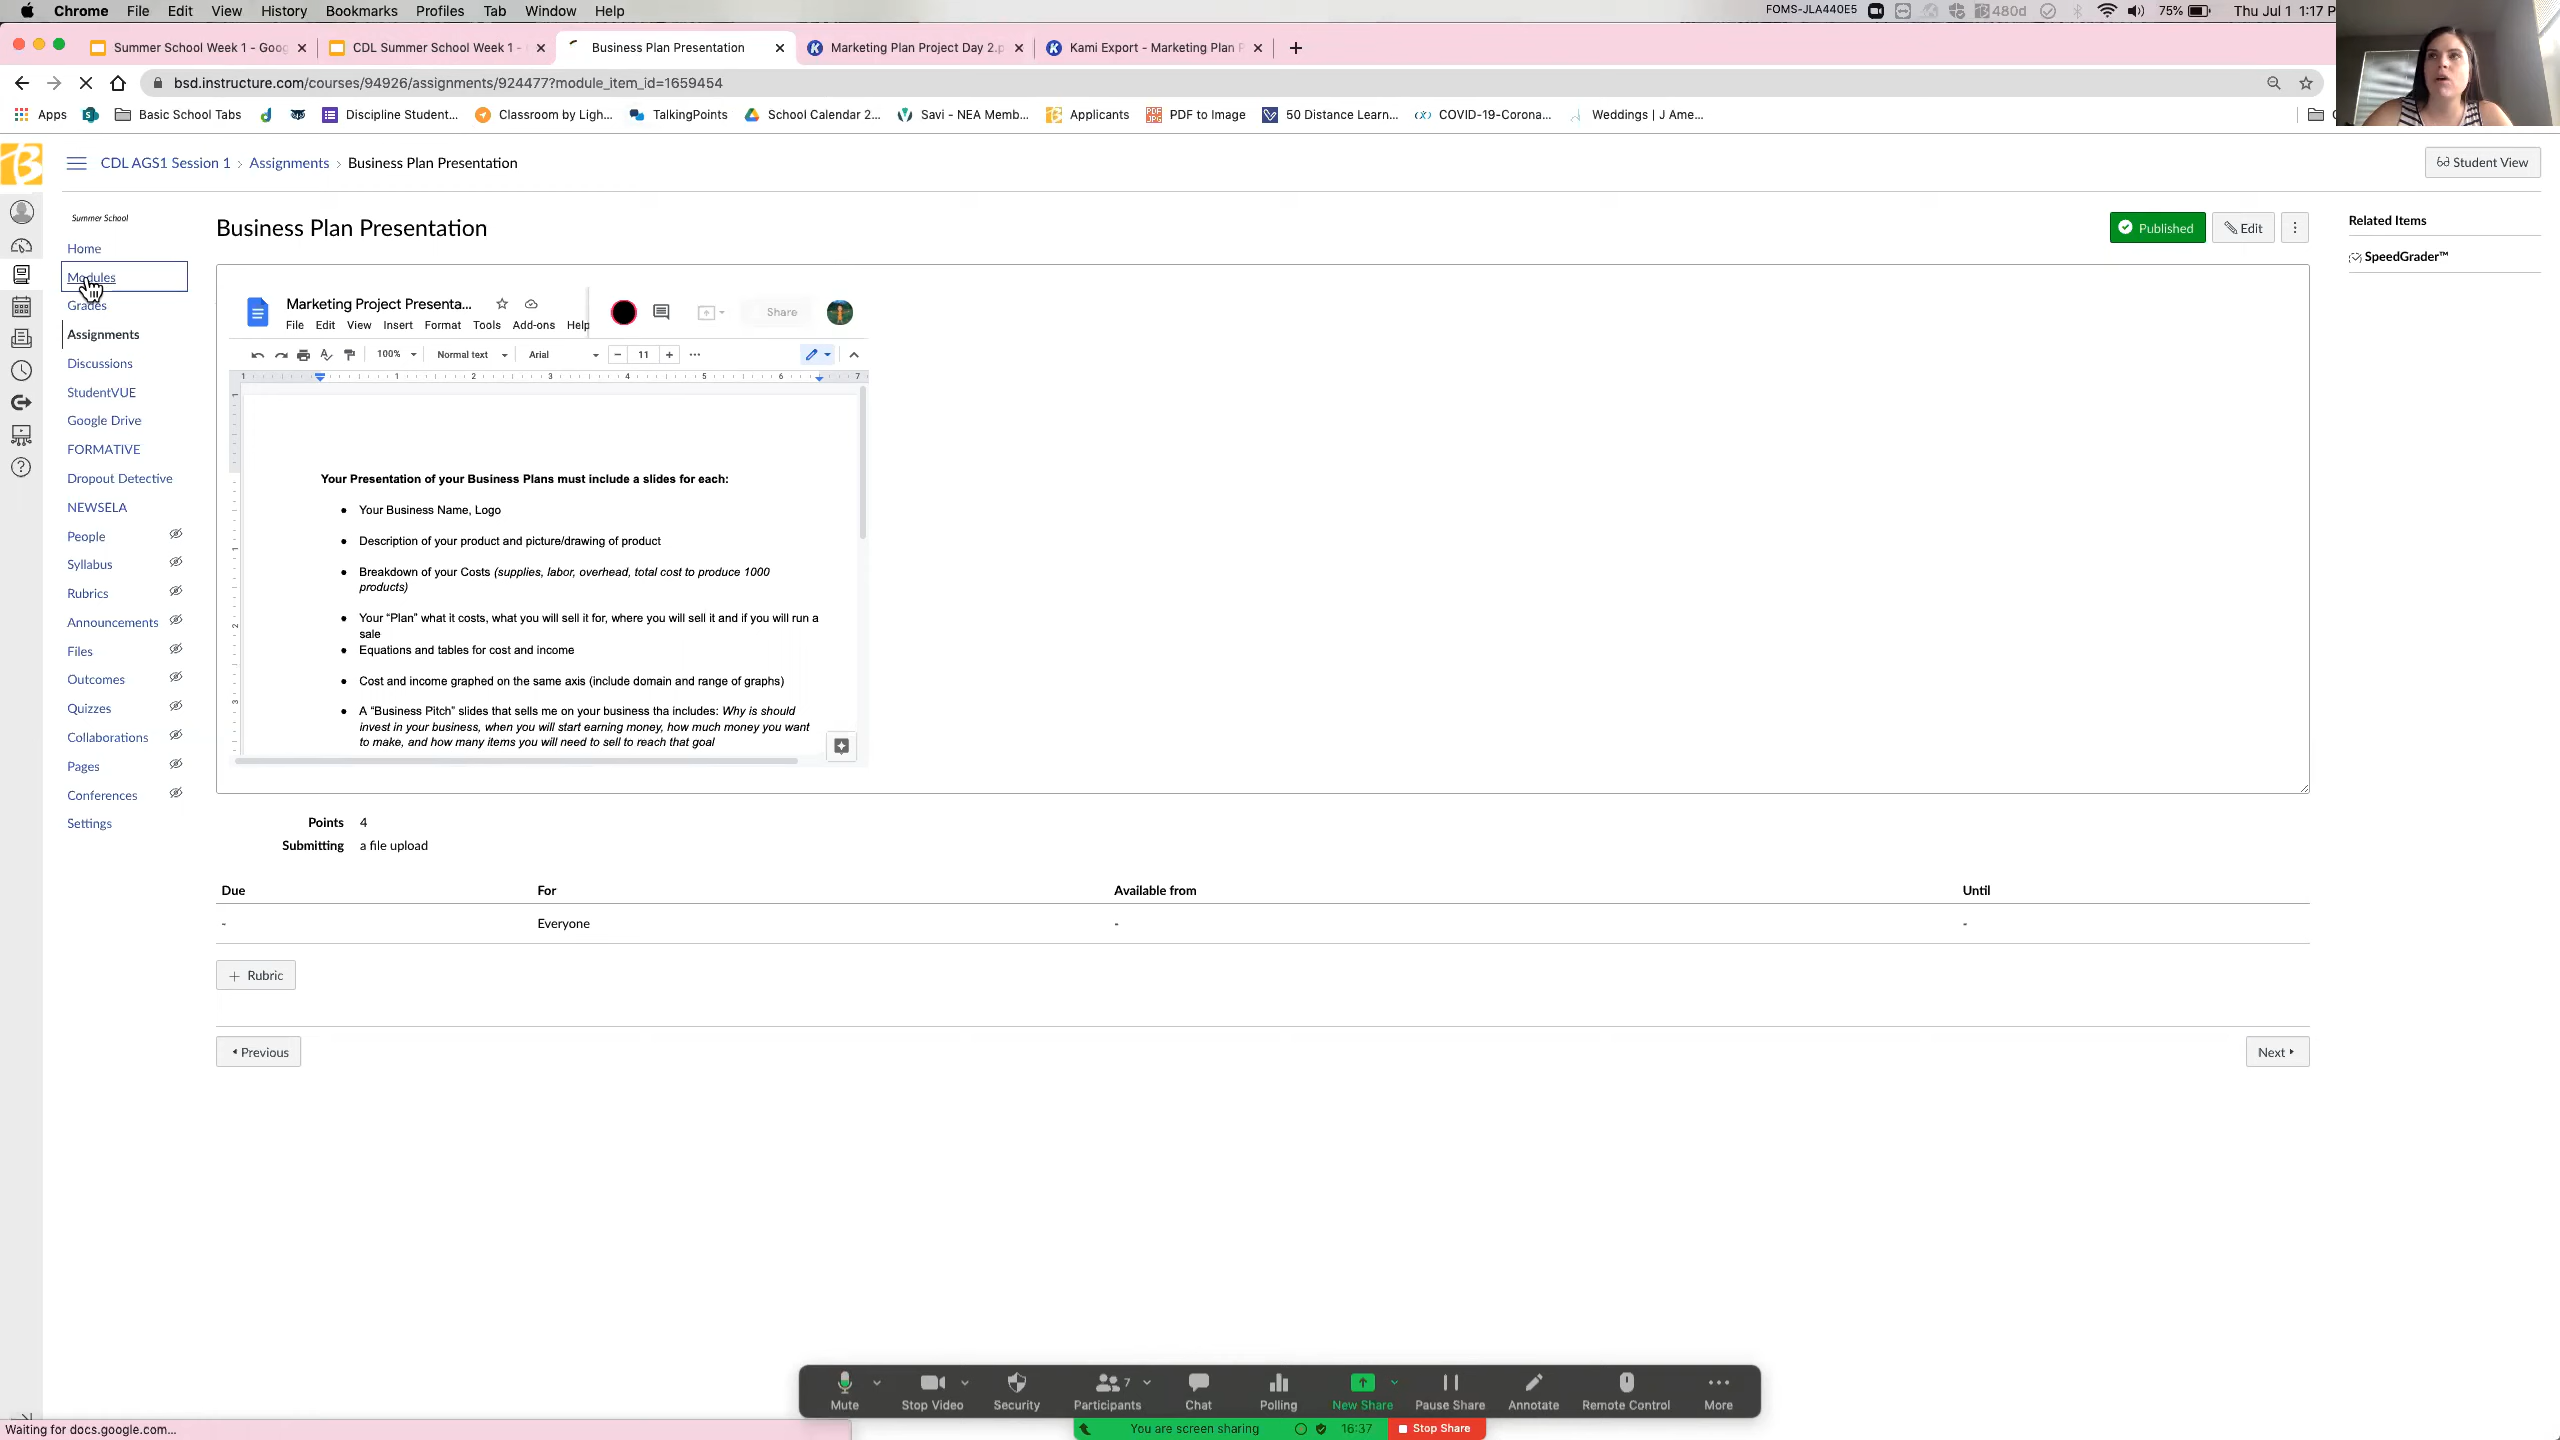 Chrome File Edit View History Bookmarks Profiles Tab Window Help FOMS-JLA440E5 480d 75% Thu Jul 1 1:17 P
Summer School Week 1 - Goog CDL Summer School Week 1 - Business Plan Presentation Marketing Plan Project Day 2.p Kami Export - Marketing Plan P
bsd.instructure.com/courses/94926/assignments/924477?module_item_id=1659454
Apps Basic School Tabs Discipline Student... Classroom by Ligh... TalkingPoints School Calendar 2... Savi - NEA Memb... Applicants PDF to Image 50 Distance Learn... COVID-19-Corona... Weddings | J Ame...
CDL AGS1 Session 1 › Assignments › Business Plan Presentation Student View
Summer School
Home
Modules
Grades
Assignments
Discussions
StudentVUE
Google Drive
FORMATIVE
Dropout Detective
NEWSELA
People
Syllabus
Rubrics
Announcements
Files
Outcomes
Quizzes
Collaborations
Pages
Conferences
Settings
Business Plan Presentation Published Edit
Related Items
SpeedGrader™
Marketing Project Presenta... Share
File Edit View Insert Format Tools Add-ons Help
100% Normal text Arial − 11 + ...
1 1 2 3 4 5 6 7
Your Presentation of your Business Plans must include a slides for each:
● Your Business Name, Logo
● Description of your product and picture/drawing of product
● Breakdown of your Costs (supplies, labor, overhead, total cost to produce 1000
products)
● Your “Plan” what it costs, what you will sell it for, where you will sell it and if you will run a
sale
● Equations and tables for cost and income
● Cost and income graphed on the same axis (include domain and range of graphs)
● A “Business Pitch” slides that sells me on your business tha includes: Why is should
invest in your business, when you will start earning money, how much money you want
to make, and how many items you will need to sell to reach that goal
Points 4
Submitting a file upload
Due For Available from Until
- Everyone - -
+ Rubric
Previous Next
Mute Stop Video Security Participants 7 Chat Polling New Share Pause Share Annotate Remote Control More
You are screen sharing 16:37 Stop Share
Waiting for docs.google.com...